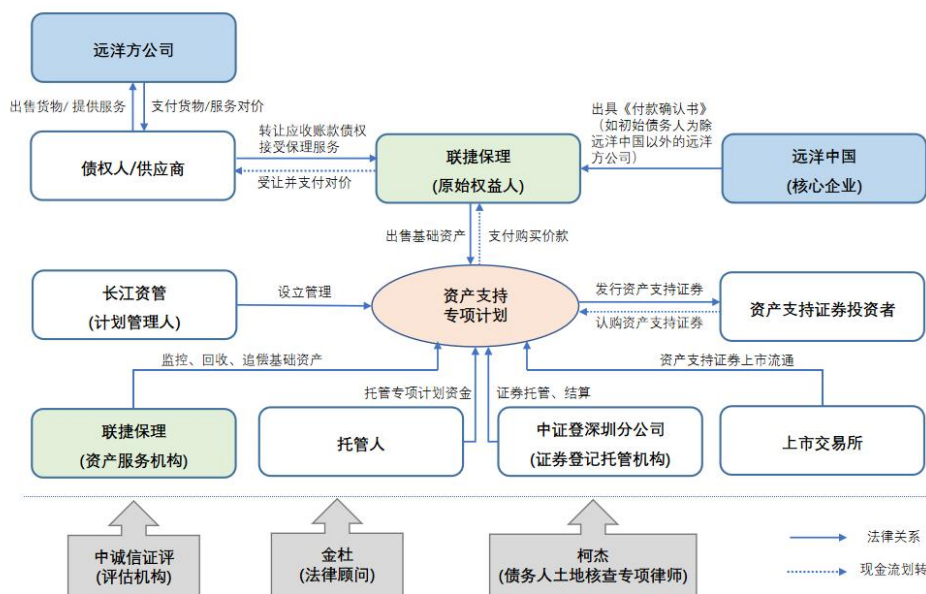 远洋方公司
出售货物/ 提供服务
支付货物/服务对价
债权人/供应商
转让应收账款债权
接受保理服务
受让并支付对价
联捷保理
(原始权益人)
出具《付款确认书》
（如初始债务人为除
远洋中国以外的远洋
方公司）
远洋中国
(核心企业)
出售基础资产
支付购买价款
长江资管
(计划管理人)
设立管理
资产支持
专项计划
发行资产支持证券
认购资产支持证券
资产支持证券投资者
监控、回收、追偿基础资产
托管专项计划资金
证券托管、结算
资产支持证券上市流通
联捷保理
(资产服务机构)
托管人
中证登深圳分公司
(证券登记托管机构)
上市交易所
中诚信证评
(评估机构)
金杜
(法律顾问)
柯杰
(债务人土地核查专项律师)
法律关系
现金流划转